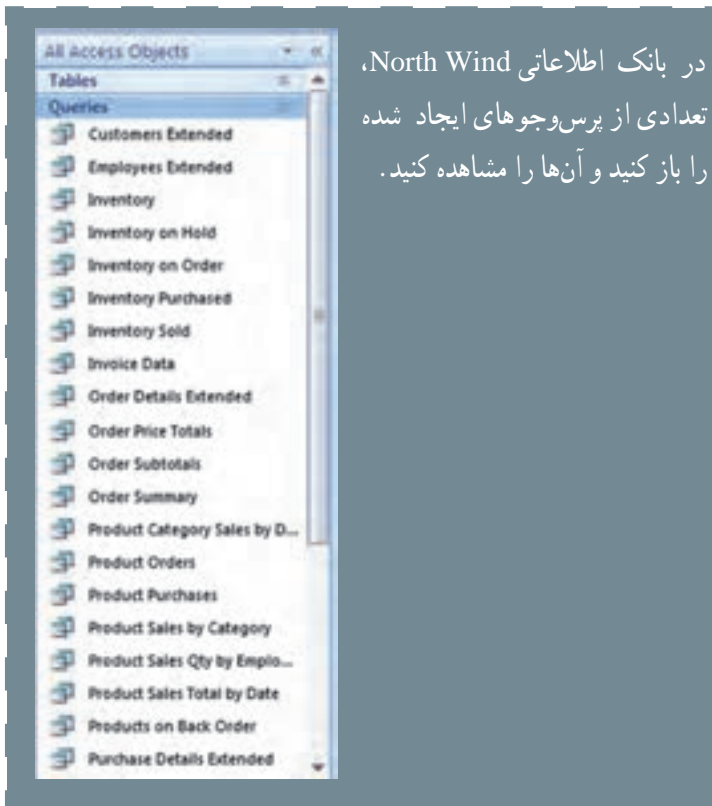 در بانک اطلاعاتی North Wind،
تعدادی از پرس‌وجوهای ایجاد شده
را باز کنید و آن‌ها را مشاهده کنید.
All Access Objects
Tables
Queries
Customers Extended
Employees Extended
Inventory
Inventory on Hold
Inventory on Order
Inventory Purchased
Inventory Sold
Invoice Data
Order Details Extended
Order Price Totals
Order Subtotals
Order Summary
Product Category Sales by D...
Product Orders
Product Purchases
Product Sales by Category
Product Sales Qty by Emplo...
Product Sales Total by Date
Products on Back Order
Purchase Details Extended